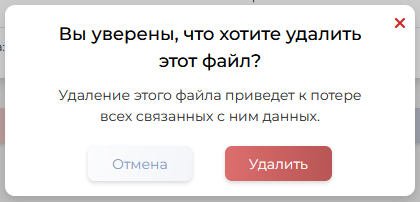 Вы уверены, что хотите удалить
этот файл?
Удаление этого файла приведет к потере
всех связанных с ним данных.
Отмена
Удалить